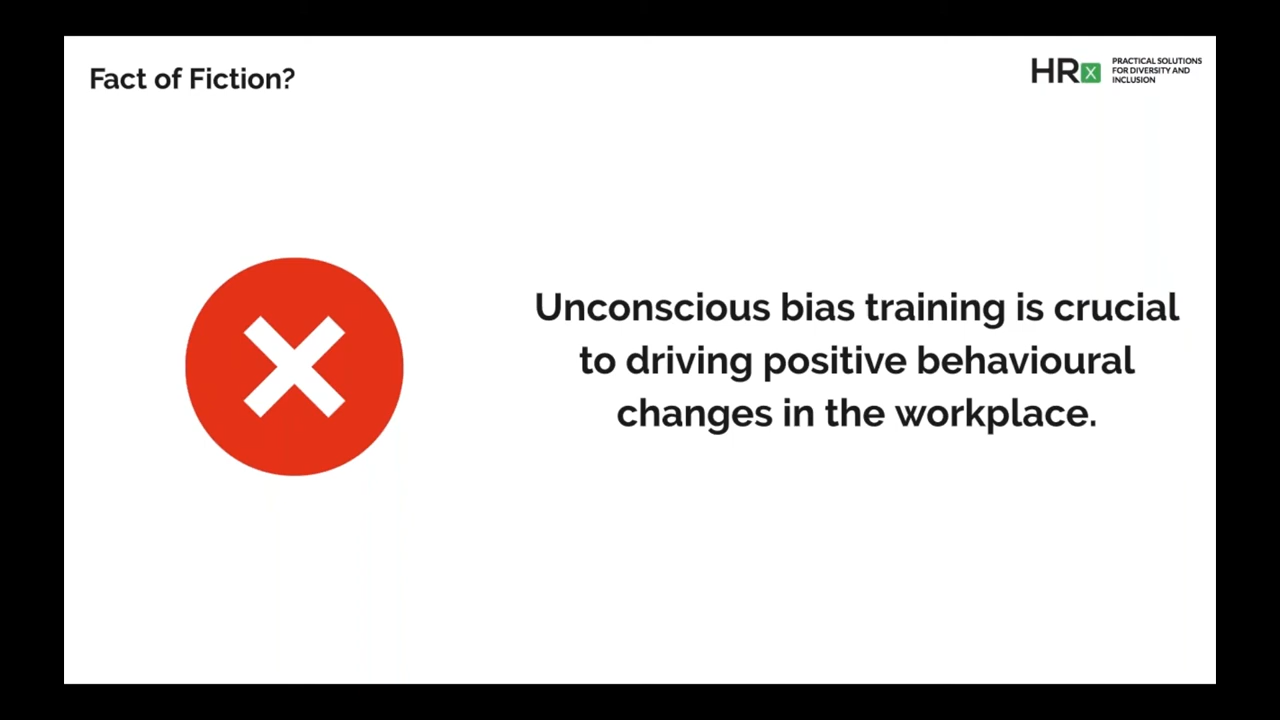 Fact of Fiction?
HRx
PRACTICAL SOLUTIONS
FOR DIVERSITY AND
INCLUSION
Unconscious bias training is crucial
to driving positive behavioural
changes in the workplace.